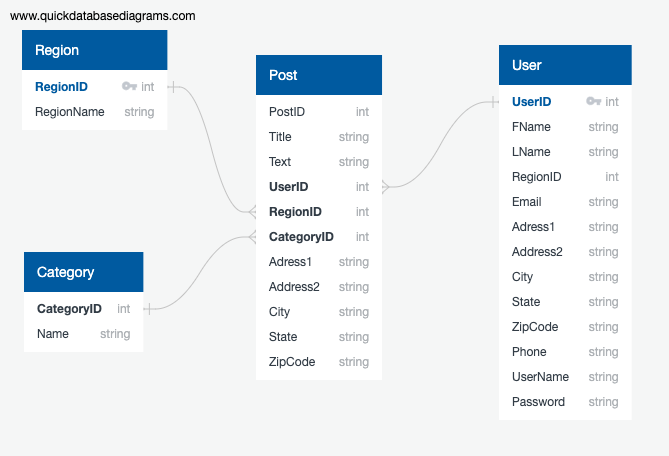 www.quickdatabasediagrams.com
Region
RegionID int
RegionName string
Category
CategoryID int
Name string
Post
PostID int
Title string
Text string
UserID int
RegionID int
CategoryID int
Adress1 string
Address2 string
City string
State string
ZipCode string
User
UserID int
FName string
LName string
RegionID int
Email string
Adress1 string
Address2 string
City string
State string
ZipCode string
Phone string
UserName string
Password string